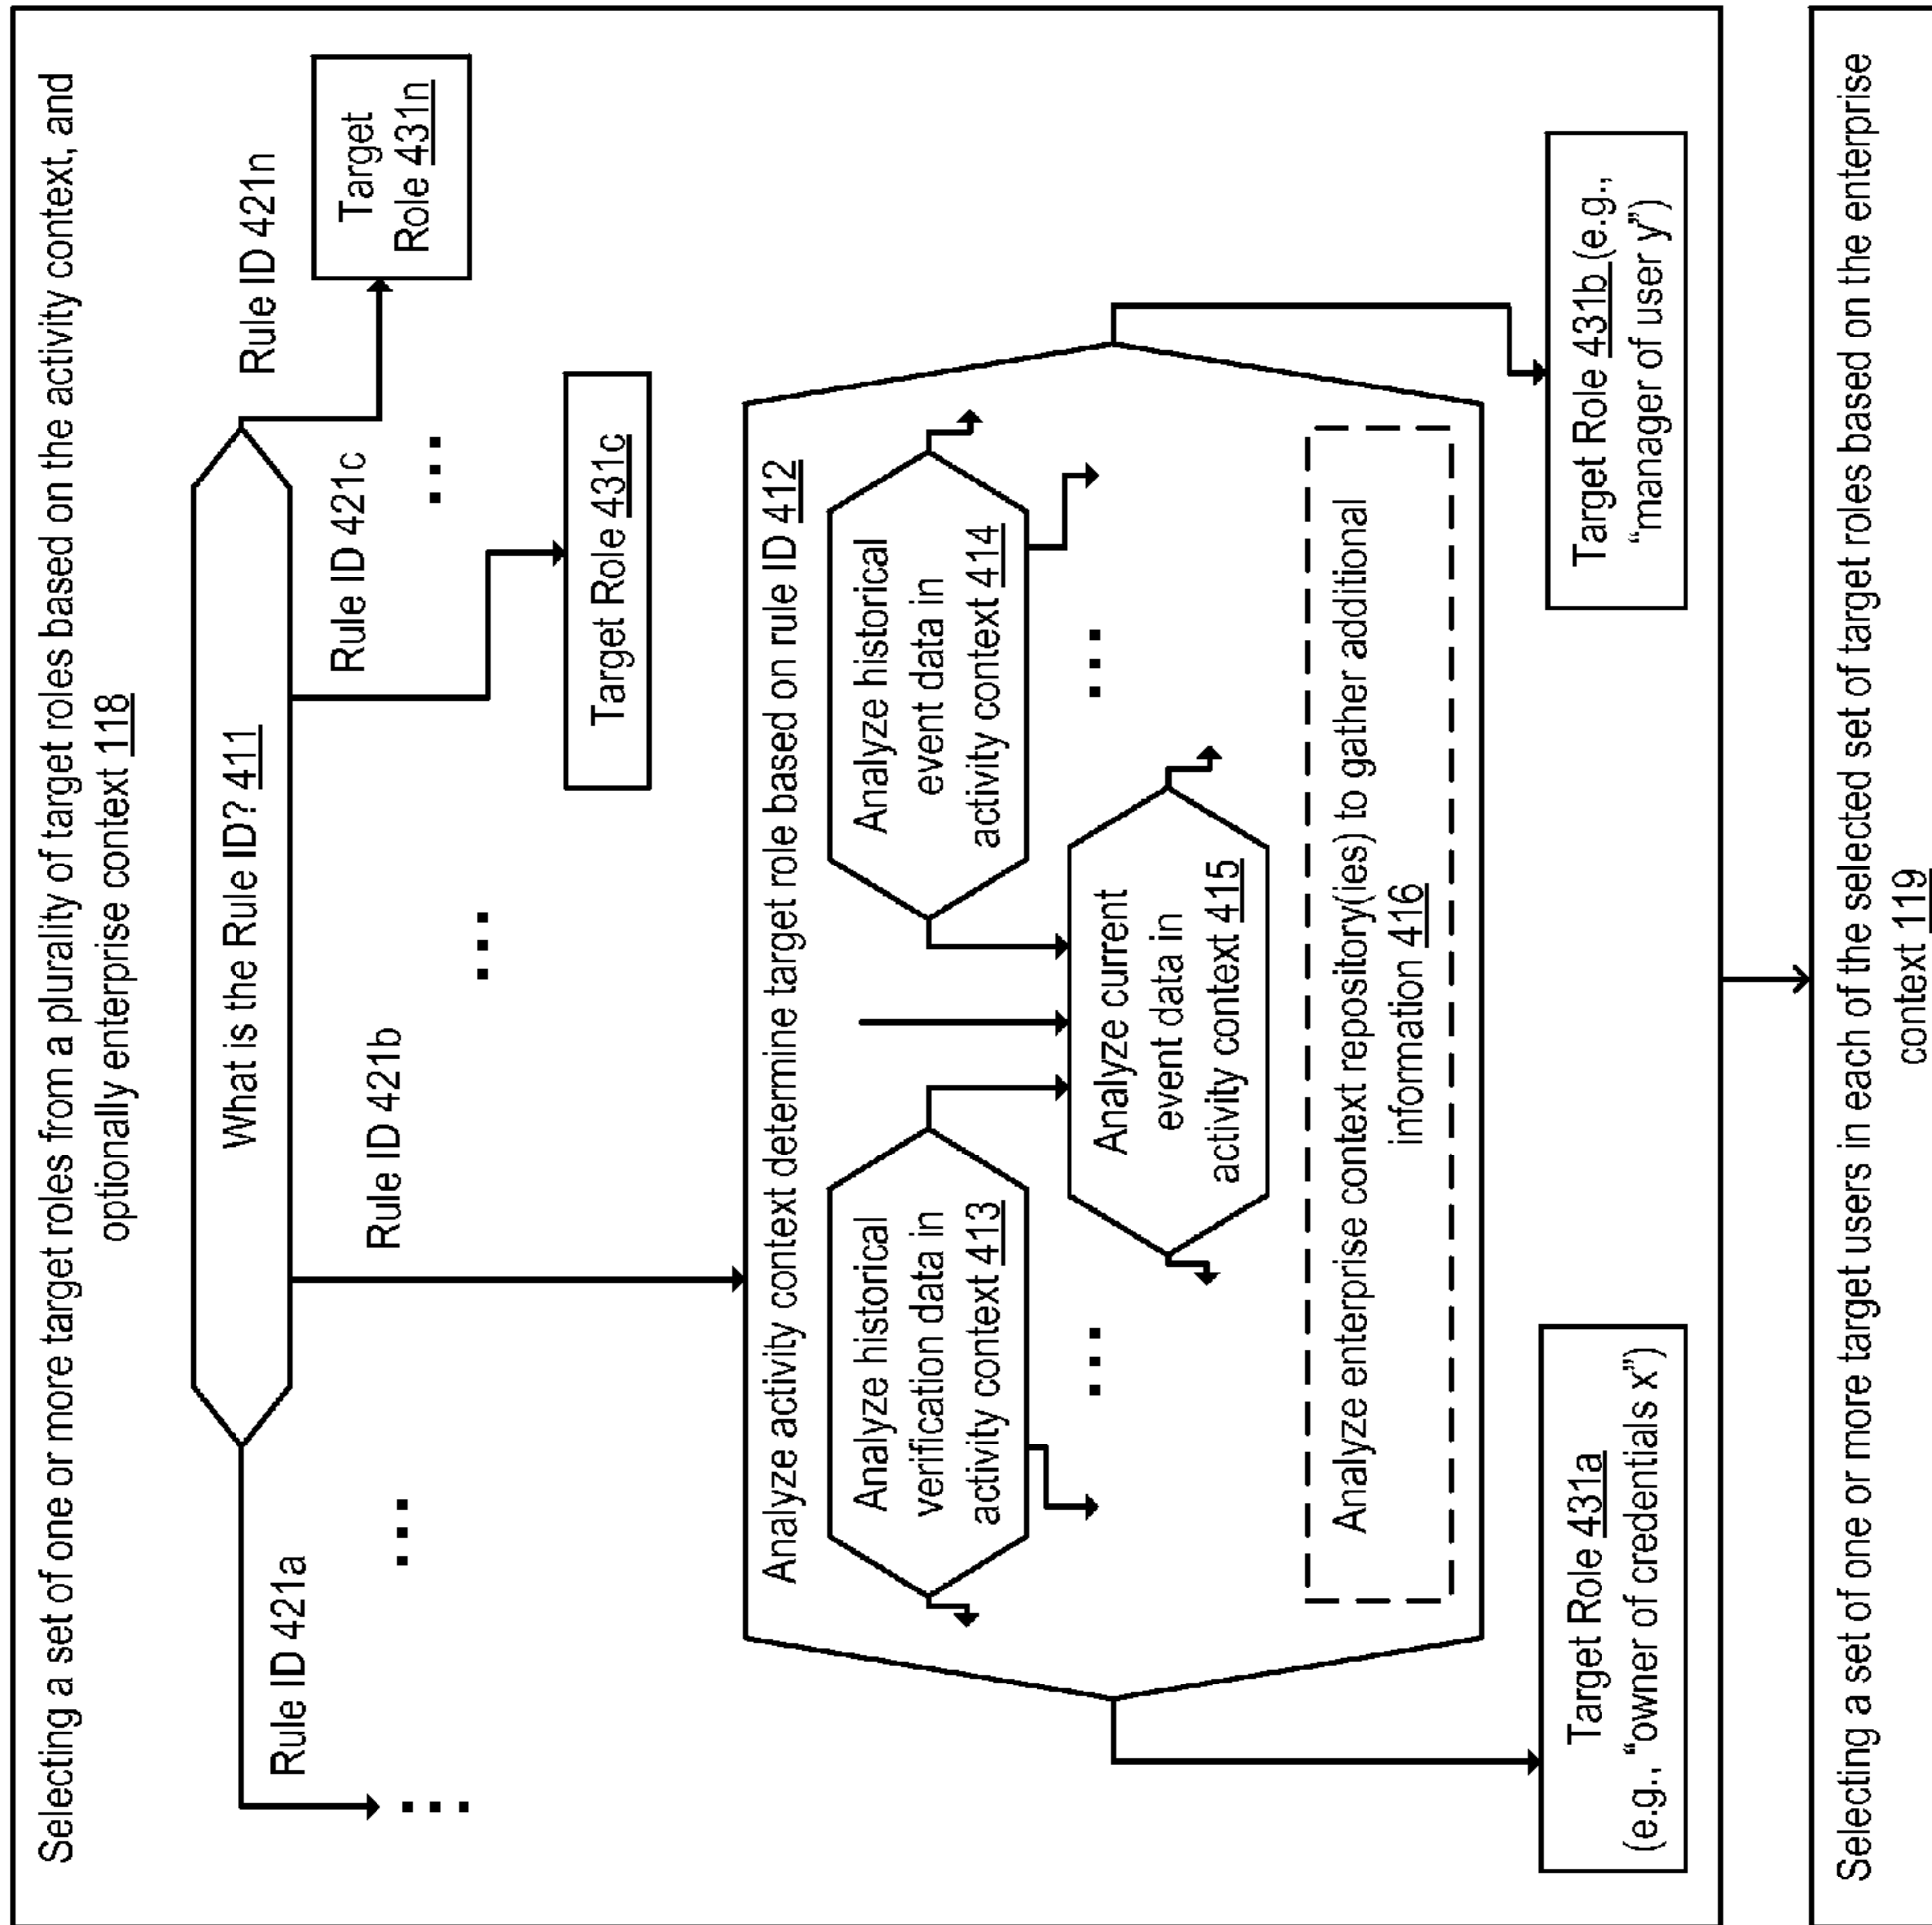 Selecting a set of one or more target roles from a plurality of target roles based on the activity context, and
optionally enterprise context 118
What is the Rule ID? 411
Rule ID 421a
Rule ID 421b
Rule ID 421c
Rule ID 421n
Target
Role 431n
Target Role 431c
Analyze activity context determine target role based on rule ID 412
Analyze historical
verification data in
activity context 413
Analyze historical
event data in
activity context 414
Analyze current
event data in
activity context 415
Analyze enterprise context repository(ies) to gather additional
information 416
Target Role 431a
(e.g., “owner of credentials x”)
Target Role 431b (e.g.,
“manager of user y”)
Selecting a set of one or more target users in each of the selected set of target roles based on the enterprise
context 119